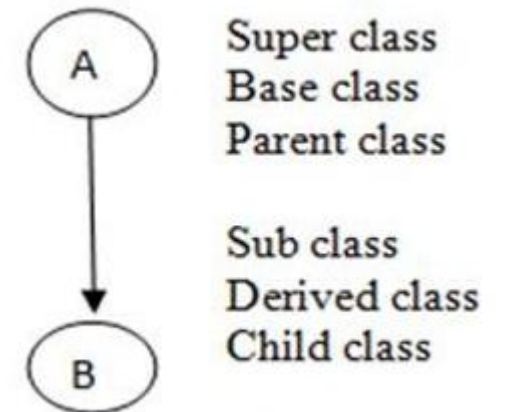 A
Super class
Base class
Parent class
Sub class
Derived class
Child class
B